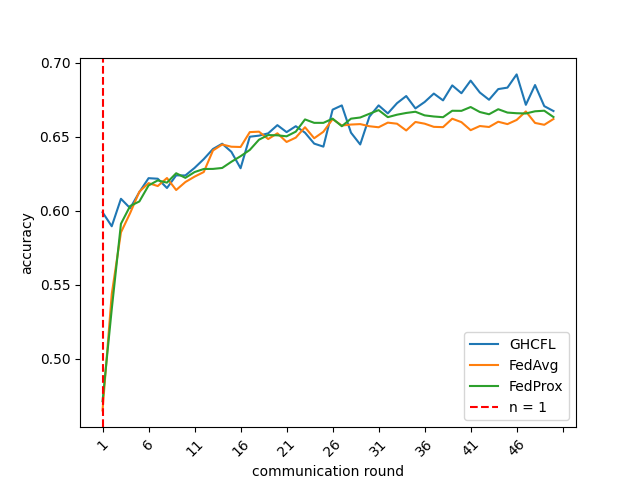 0.70
0.65
0.60
0.55
0.50
accuracy
1
6
11
16
21
26
31
36
41
46
communication round
GHCFL
FedAvg
FedProx
n = 1